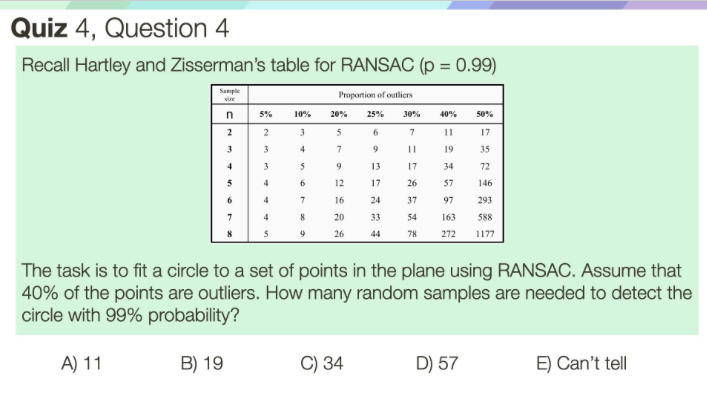 Quiz 4, Question 4
Recall Hartley and Zisserman's table for RANSAC (p = 0.99)
Sample size Proportion of outliers
n 5% 10% 20% 25% 30% 40% 50%
2 2 3 5 6 7 11 17
3 3 4 7 9 11 19 35
4 3 5 9 13 17 34 72
5 4 6 12 17 26 57 146
6 4 7 16 24 37 97 293
7 4 8 20 33 54 163 588
8 5 9 26 44 78 272 1177
The task is to fit a circle to a set of points in the plane using RANSAC. Assume that
40% of the points are outliers. How many random samples are needed to detect the
circle with 99% probability?
A) 11 B) 19 C) 34 D) 57 E) Can't tell